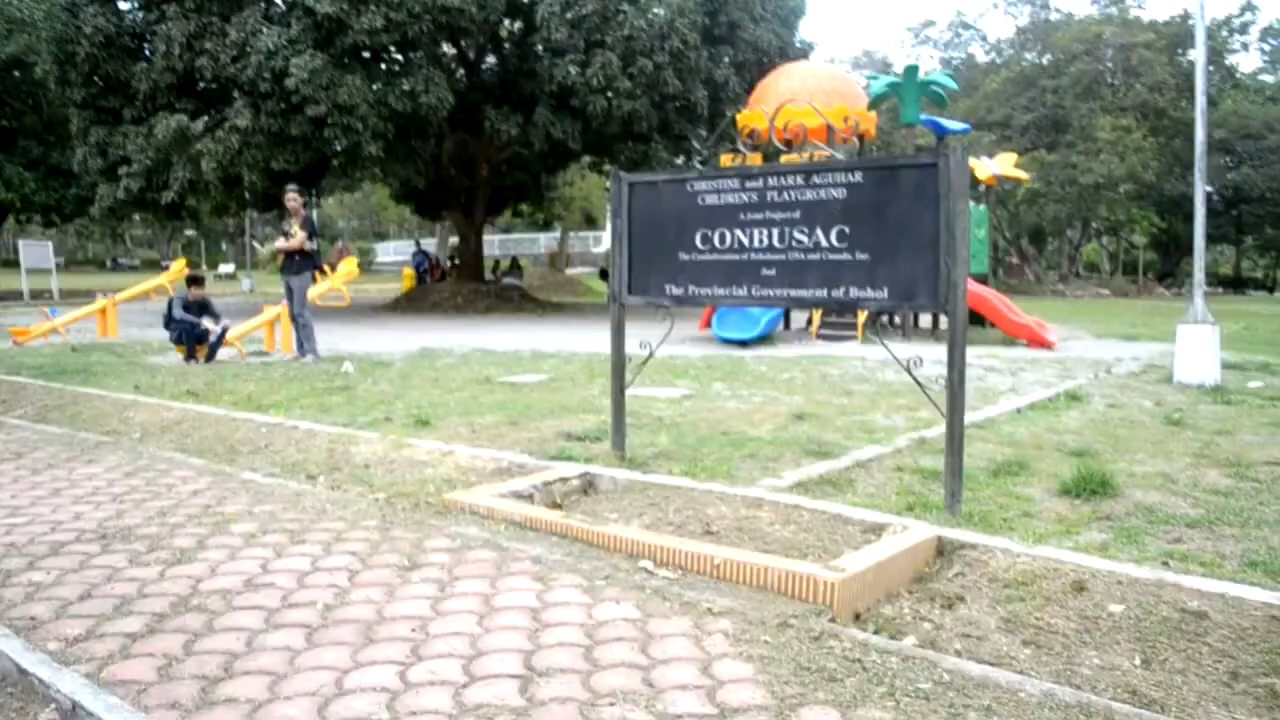 CHRISTINE and MARK AGUHAR
CHILDREN'S PLAYGROUND
A Joint Project of
CONBUSAC
The Confederation of Boholanos USA and Canada, Inc.
And
The Provincial Government of Bohol